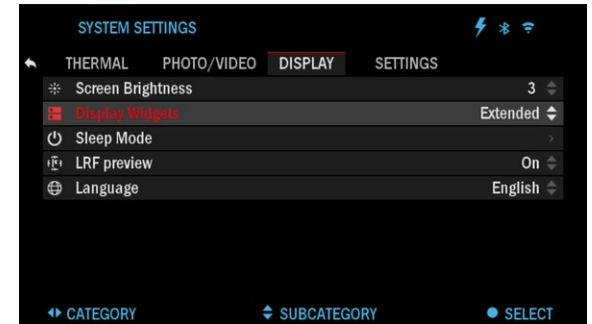 SYSTEM SETTINGS
THERMAL PHOTO/VIDEO DISPLAY SETTINGS
Screen Brightness 3
Display Widgets Extended
Sleep Mode
LRF preview On
Language English
CATEGORY SUBCATEGORY SELECT